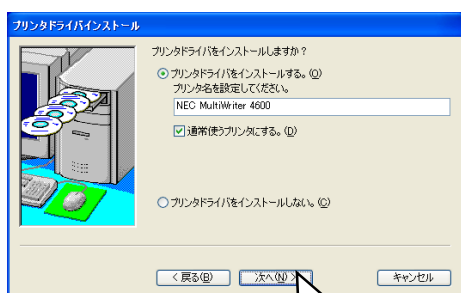 プリンタドライバインストール
プリンタドライバをインストールしますか?
プリンタドライバをインストールする。(O)
プリンタ名を設定してください。
NEC MultiWriter 4600
通常使うプリンタにする。(D)
プリンタドライバをインストールしない。(C)
< 戻る(B) 次へ(N) > キャンセル